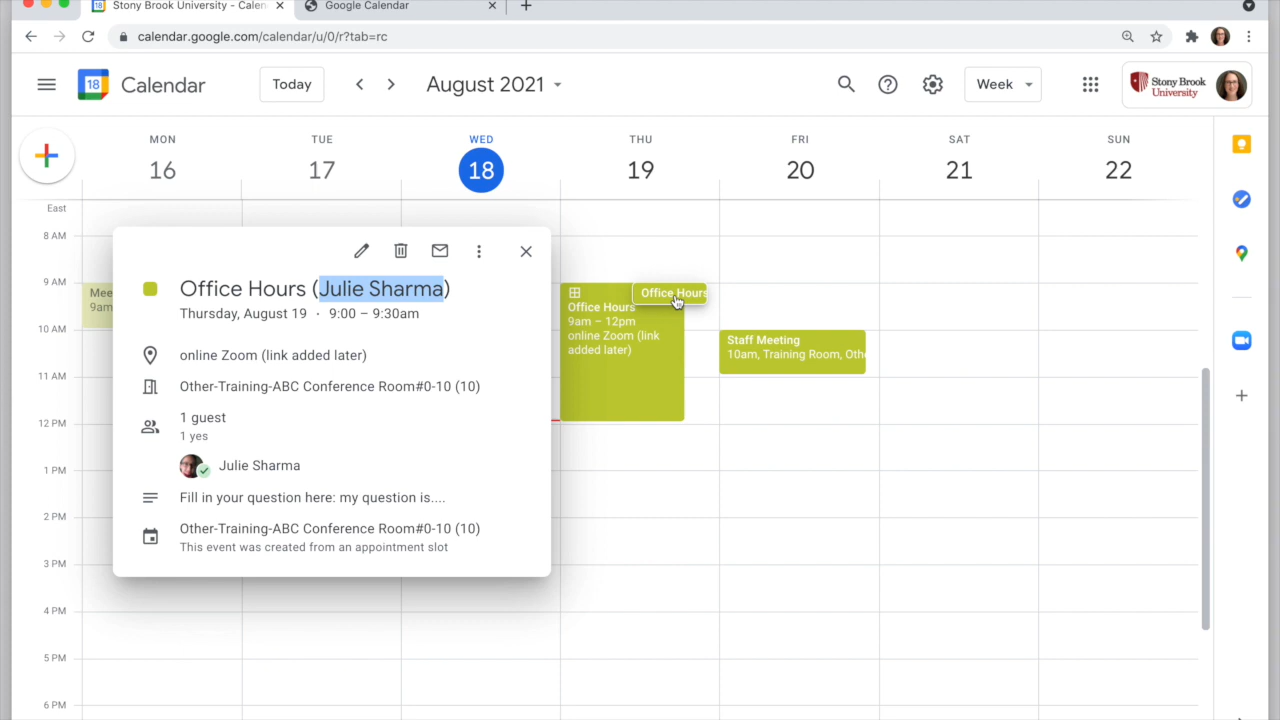 Stony Brook University - Calen
Google Calendar
calendar.google.com/calendar/u/0/r?tab=rc
18
Calendar
Today
August 2021
Week
Stony Brook
University
MON
TUE
WED
THU
FRI
SAT
SUN
16
17
18
19
20
21
22
East
8 AM
9 AM
10 AM
11 AM
12 PM
1 PM
2 PM
3 PM
4 PM
5 PM
6 PM
Mee
9am
Office Hours (Julie Sharma)
Thursday, August 19 · 9:00 – 9:30am
online Zoom (link added later)
Other-Training-ABC Conference Room#0-10 (10)
1 guest
1 yes
Julie Sharma
Fill in your question here: my question is....
Other-Training-ABC Conference Room#0-10 (10)
This event was created from an appointment slot
Office Hours
9am – 12pm
online Zoom (link
added later)
Office Hours
Staff Meeting
10am, Training Room, Oth